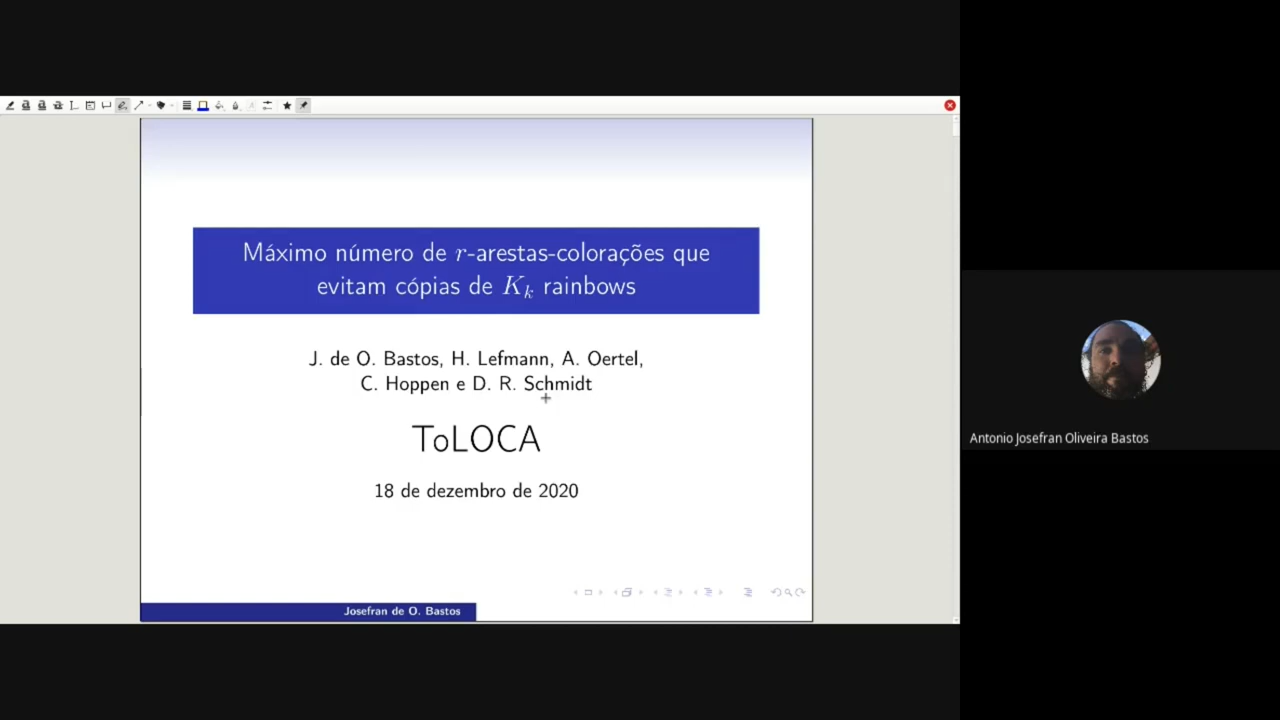 Máximo número de r-arestas-colorações que
evitam cópias de K_k rainbows
J. de O. Bastos, H. Lefmann, A. Oertel,
C. Hoppen e D. R. Schmidt
ToLOCA
18 de dezembro de 2020
Josefran de O. Bastos
Antonio Josefran Oliveira Bastos